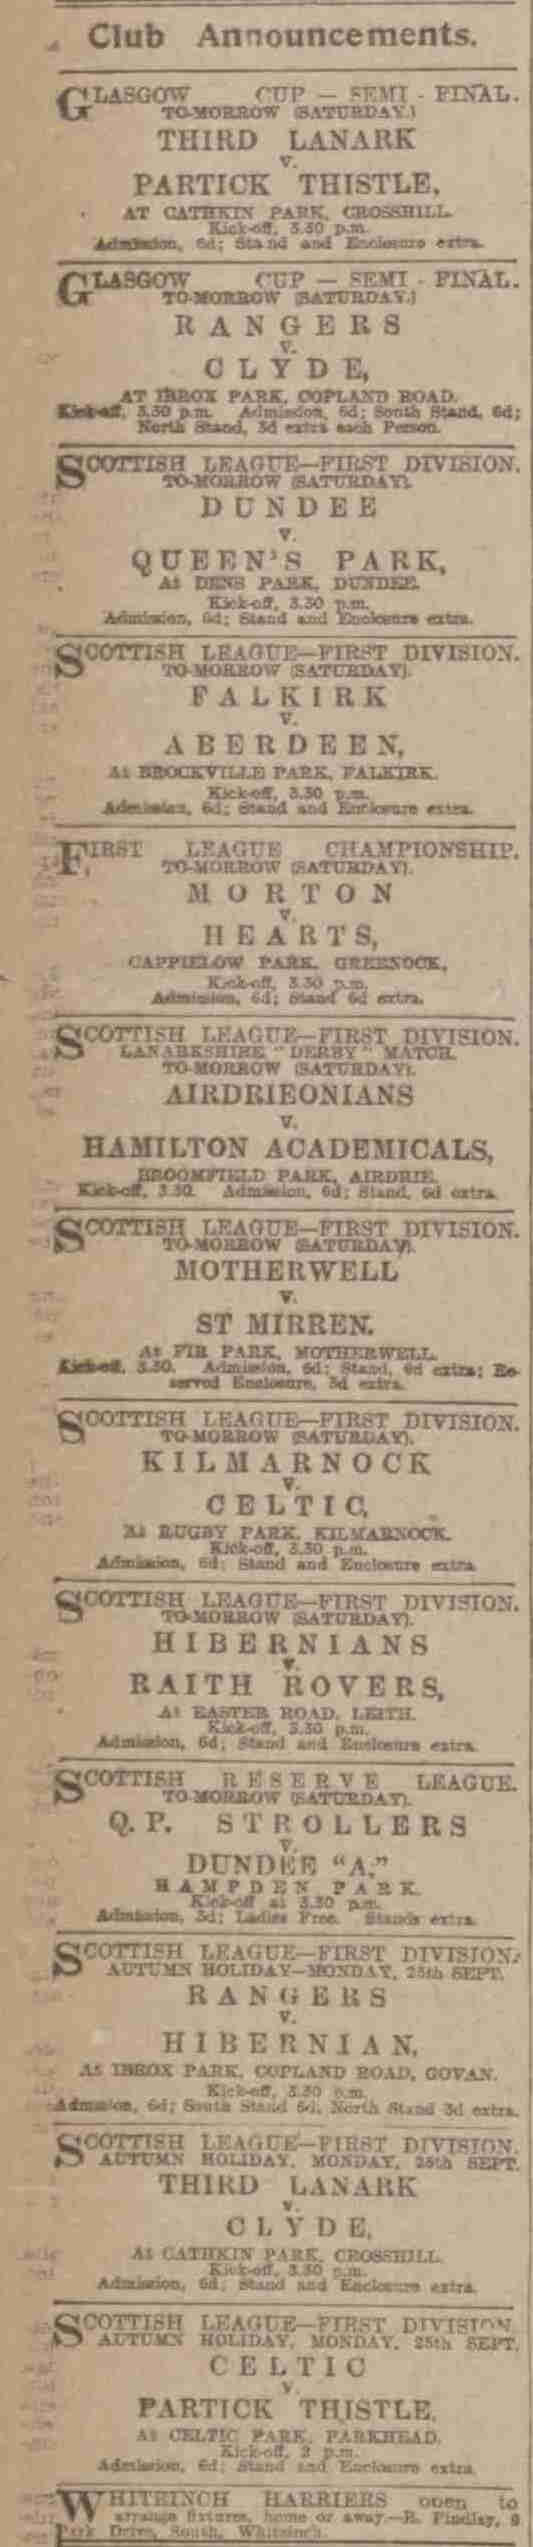 Club Announcements.
GLASGOW CUP — SEMI - FINAL.
TO-MORROW (SATURDAY.)
THIRD LANARK
v.
PARTICK THISTLE,
AT CATHKIN PARK, CROSSHILL.
Kick-off, 3.30 p.m.
Admission, 6d; Stand and Enclosure extra.
GLASGOW CUP — SEMI - FINAL.
TO-MORROW (SATURDAY.)
RANGERS
v.
CLYDE,
AT IBROX PARK, COPLAND ROAD.
Kick-off, 3.30 p.m. Admission, 6d; South Stand, 6d;
North Stand, 3d extra each Person.
SCOTTISH LEAGUE—FIRST DIVISION.
TO-MORROW (SATURDAY).
DUNDEE
v.
QUEEN'S PARK,
At DENS PARK, DUNDEE.
Kick-off, 3.30 p.m.
Admission, 6d; Stand and Enclosure extra.
SCOTTISH LEAGUE—FIRST DIVISION.
TO-MORROW (SATURDAY).
FALKIRK
v.
ABERDEEN,
At BROCKVILLE PARK, FALKIRK.
Kick-off, 3.30 p.m.
Admission, 6d; Stand and Enclosure extra.
FIRST LEAGUE CHAMPIONSHIP.
TO-MORROW (SATURDAY).
MORTON
v.
HEARTS,
CAPPIELOW PARK, GREENOCK,
Kick-off, 3.30 p.m.
Admission, 6d; Stand 6d extra.
SCOTTISH LEAGUE—FIRST DIVISION.
LANARKSHIRE "DERBY" MATCH.
TO-MORROW (SATURDAY).
AIRDRIEONIANS
v.
HAMILTON ACADEMICALS,
BROOMFIELD PARK, AIRDRIE.
Kick-off, 3.30. Admission, 6d; Stand, 6d extra.
SCOTTISH LEAGUE—FIRST DIVISION.
TO-MORROW (SATURDAY).
MOTHERWELL
v.
ST MIRREN.
At FIR PARK, MOTHERWELL.
Kick-off, 3.30. Admission, 6d; Stand, 6d extra; Re-
served Enclosure, 3d extra.
SCOTTISH LEAGUE—FIRST DIVISION.
TO-MORROW (SATURDAY).
KILMARNOCK
v.
CELTIC,
At RUGBY PARK, KILMARNOCK.
Kick-off, 3.30 p.m.
Admission, 6d; Stand and Enclosure extra
SCOTTISH LEAGUE—FIRST DIVISION.
TO-MORROW (SATURDAY).
HIBERNIANS
v.
RAITH ROVERS,
At EASTER ROAD, LEITH.
Kick-off, 3.30 p.m.
Admission, 6d; Stand and Enclosure extra.
SCOTTISH RESERVE LEAGUE.
TO-MORROW (SATURDAY).
Q.P. STROLLERS
v.
DUNDEE "A,"
HAMPDEN PARK.
Kick-off at 3.30 p.m.
Admission, 3d; Ladies Free. Stands extra.
SCOTTISH LEAGUE—FIRST DIVISION.
AUTUMN HOLIDAY—MONDAY, 25th SEPT.
RANGERS
v.
HIBERNIAN,
At IBROX PARK, COPLAND ROAD, GOVAN.
Kick-off, 3.30 p.m.
Admission, 6d; South Stand 6d, North Stand 3d extra.
SCOTTISH LEAGUE—FIRST DIVISION.
AUTUMN HOLIDAY, MONDAY, 25th SEPT.
THIRD LANARK
v.
CLYDE,
At CATHKIN PARK, CROSSHILL.
Kick-off, 3.30 p.m.
Admission, 6d; Stand and Enclosure extra.
SCOTTISH LEAGUE—FIRST DIVISION.
AUTUMN HOLIDAY, MONDAY, 25th SEPT.
CELTIC
v.
PARTICK THISTLE,
At CELTIC PARK, PARKHEAD.
Kick-off, 3 p.m.
Admission, 6d; Stand and Enclosure extra
WHITEINCH HARRIERS open to
arrange fixtures, home or away—R. Findlay, 9
Park Drive, South, Whiteinch.